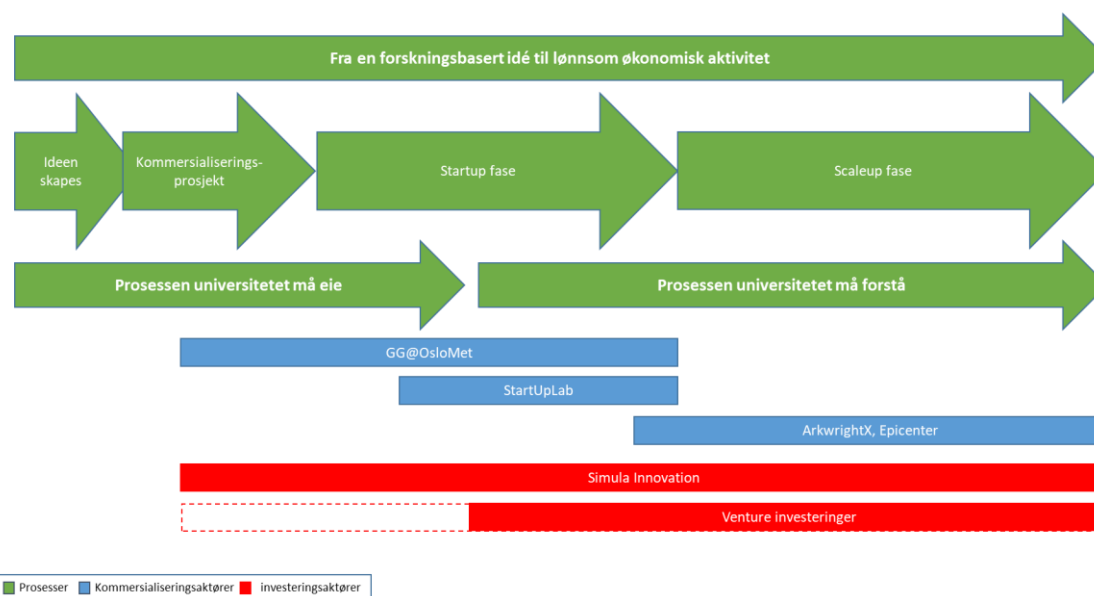 Fra en forskningsbasert idé til lønnsom økonomisk aktivitet
Ideen
skapes
Kommersialiserings-
prosjekt
Startup fase
Scaleup fase
Prosessen universitetet må eie
Prosessen universitetet må forstå
GG@OsloMet
StartUpLab
ArkwrightX, Epicenter
Simula Innovation
Venture investeringer
Prosesser
Kommersialiseringsaktører
investeringsaktører